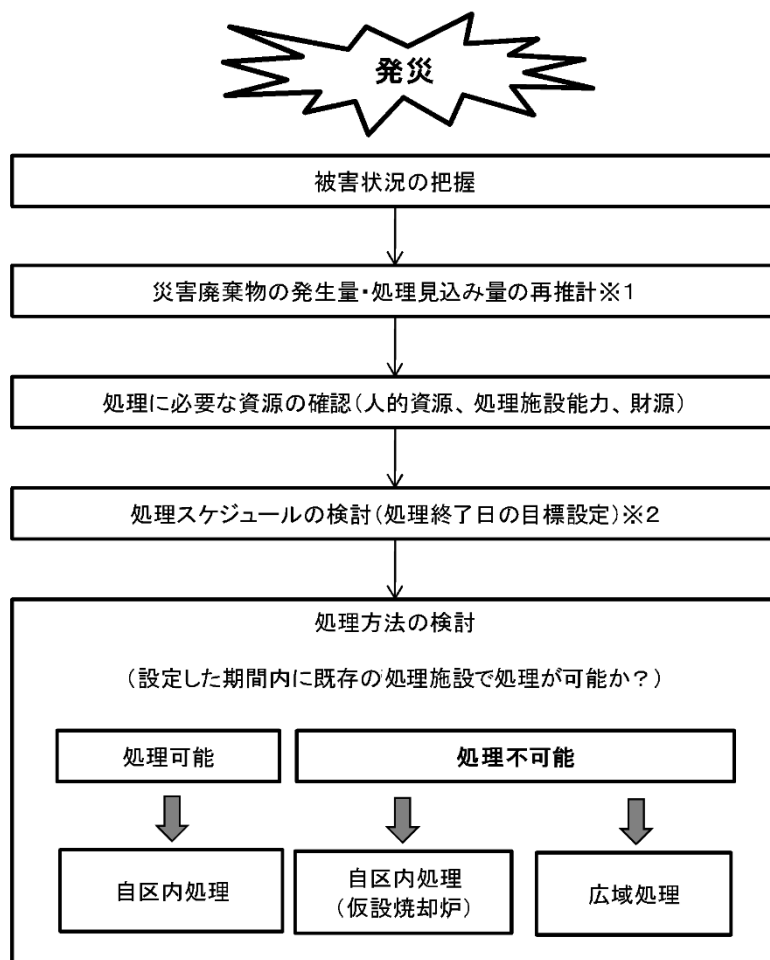 発災
被害状況の把握
災害廃棄物の発生量・処理見込み量の再推計※1
処理に必要な資源の確認(人的資源、処理施設能力、財源)
処理スケジュールの検討(処理終了日の目標設定)※2
処理方法の検討
(設定した期間内に既存の処理施設で処理が可能か?)
処理可能
処理不可能
自区内処理
自区内処理
(仮設焼却炉)
広域処理